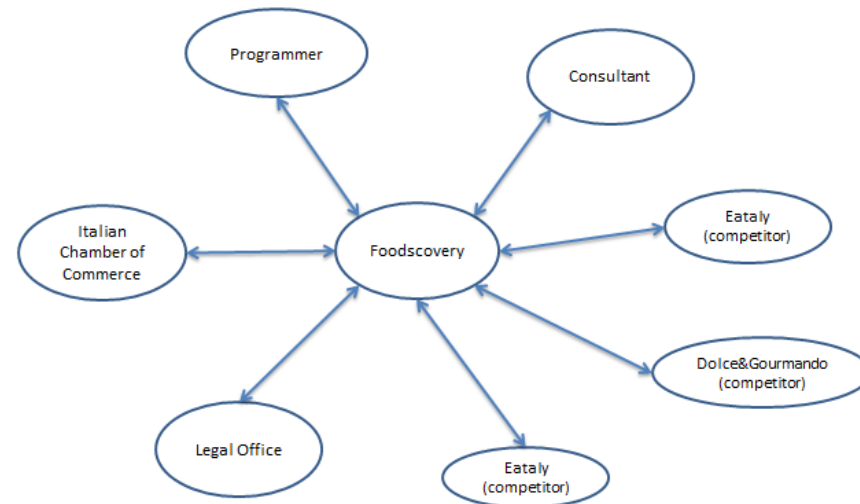 Programmer
Consultant
Italian
Chamber of
Commerce
Foodscovery
Eataly
(competitor)
Dolce&Gourmando
(competitor)
Legal Office
Eataly
(competitor)